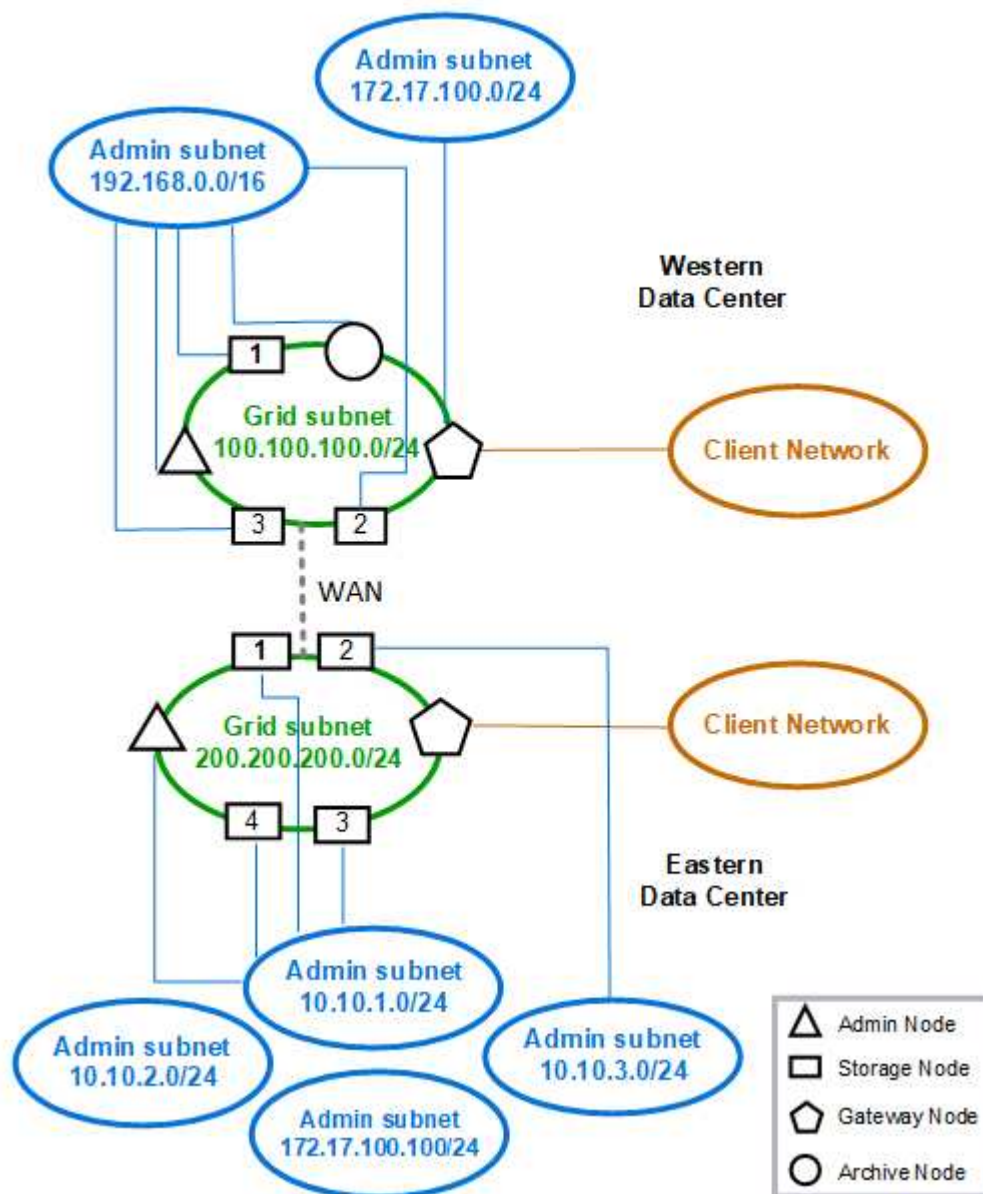 Admin subnet
172.17.100.0/24
Admin subnet
192.168.0.0/16
Western
Data Center
1
Grid subnet
100.100.100.0/24
Client Network
3
2
WAN
1
2
Grid subnet
200.200.200.0/24
Client Network
4
3
Eastern
Data Center
Admin subnet
10.10.1.0/24
Admin subnet
10.10.2.0/24
Admin subnet
10.10.3.0/24
Admin subnet
172.17.100.100/24
Admin Node
Storage Node
Gateway Node
Archive Node